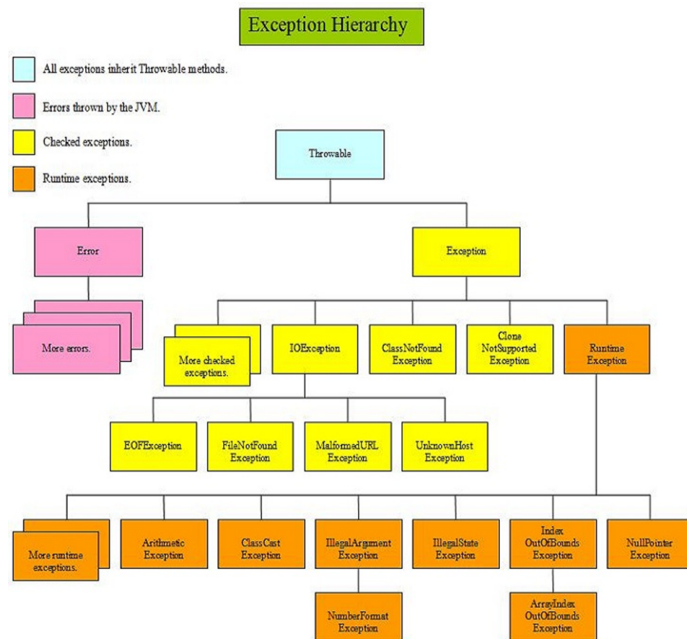 Exception Hierarchy
All exceptions inherit Throwable methods.
Errors thrown by the JVM.
Checked exceptions.
Runtime exceptions.
Throwable
Error
Exception
More errors.
More checked
exceptions.
IOException
ClassNotFound
Exception
Clone
NotSupported
Exception
Runtime
Exception
EOFException
FileNotFound
Exception
MalformedURL
Exception
UnknownHost
Exception
More runtime
exceptions.
Arithmetic
Exception
ClassCast
Exception
IllegalArgument
Exception
IllegalState
Exception
Index
OutOfBounds
Exception
NullPointer
Exception
NumberFormat
Exception
ArrayIndex
OutOfBounds
Exception